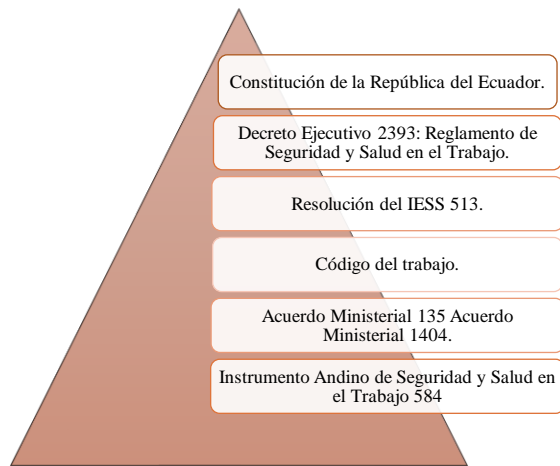 Constitución de la República del Ecuador.
Decreto Ejecutivo 2393: Reglamento de
Seguridad y Salud en el Trabajo.
Resolución del IESS 513.
Código del trabajo.
Acuerdo Ministerial 135 Acuerdo
Ministerial 1404.
Instrumento Andino de Seguridad y Salud en
el Trabajo 584